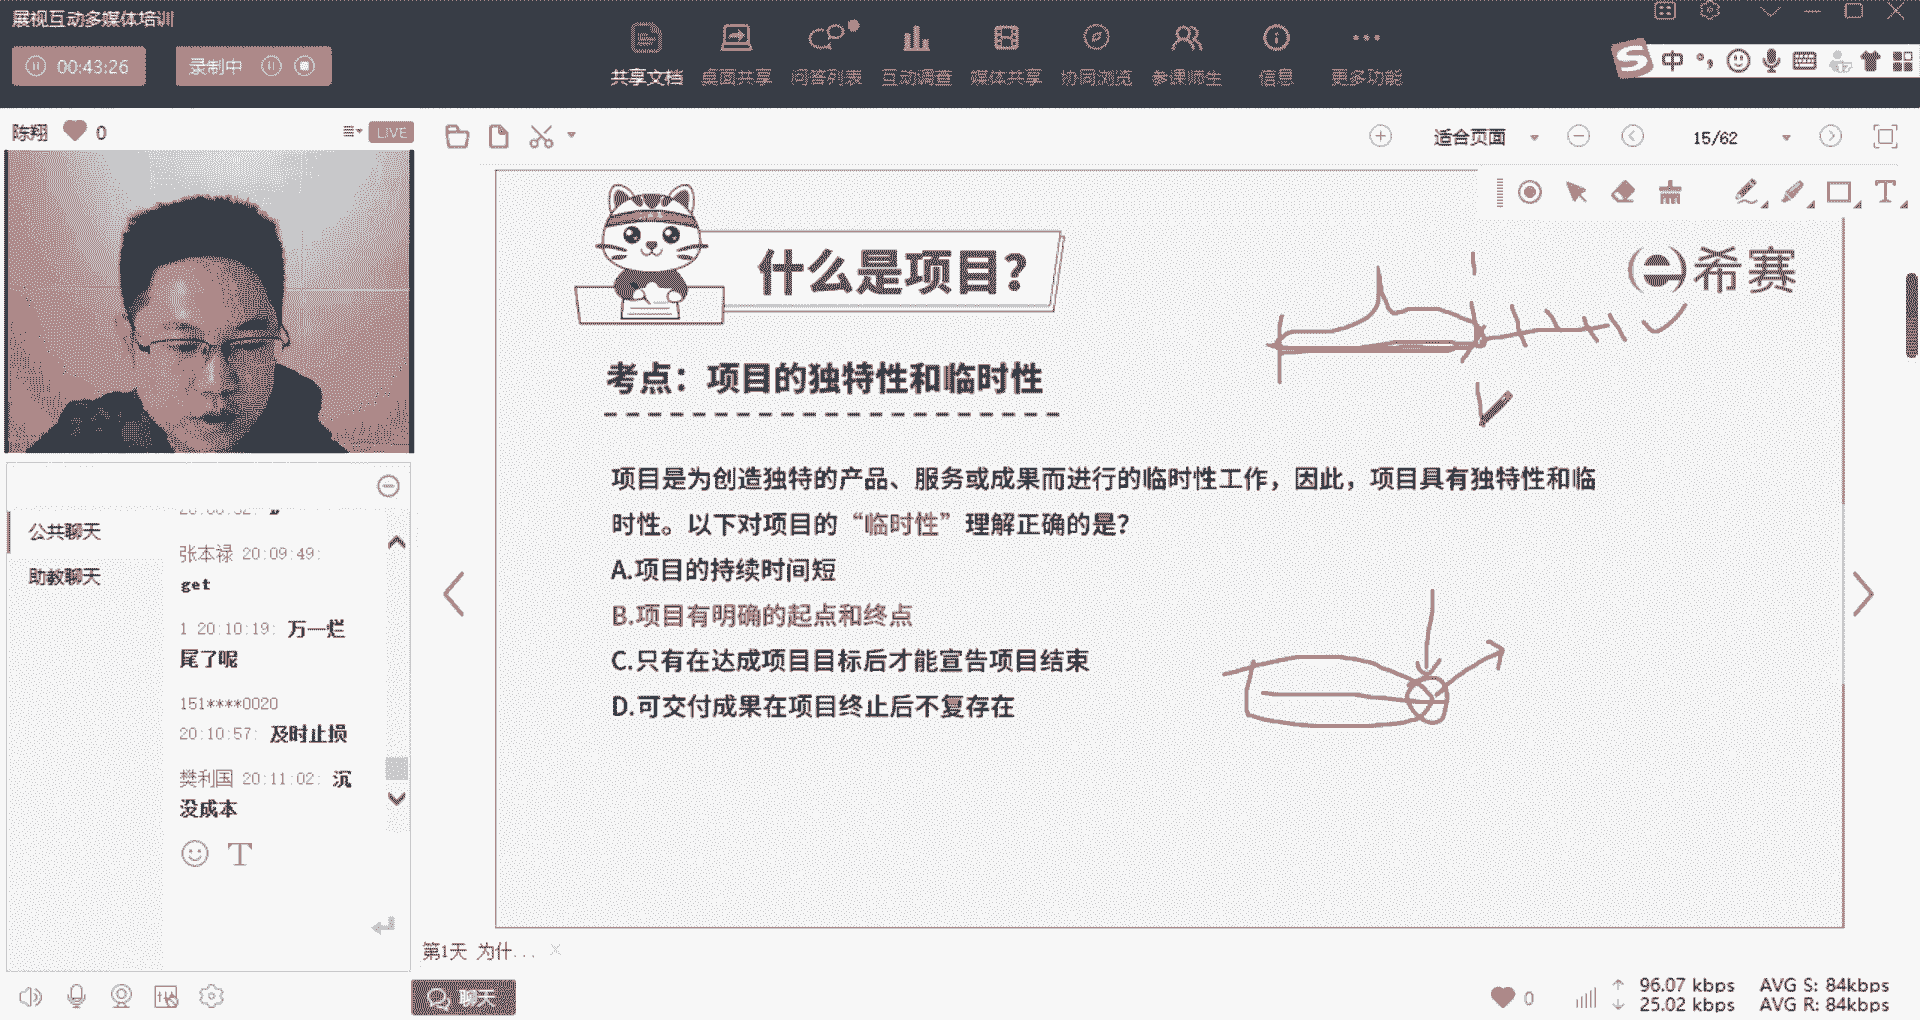 展视互动多媒体培训
00:43:26
录制中
共享文档 桌面共享 问答列表 互动调查 媒体共享 协同浏览 参课师生 信息 更多功能
中
陈翔 0
LIVE
适合页面
15/62
T
什么是项目?
希赛
考点：项目的独特性和临时性
项目是为创造独特的产品、服务或成果而进行的临时性工作，因此，项目具有独特性和临
时性。以下对项目的“临时性”理解正确的是?
A.项目的持续时间短
B.项目有明确的起点和终点
C.只有在达成项目目标后才能宣告项目结束
D.可交付成果在项目终止后不复存在
公共聊天
助教聊天
张本禄 20:09:49:
get
1 20:10:19: 万一烂
尾了呢
151****0020
20:10:57: 及时止损
樊利国 20:11:02: 沉
没成本
T
第1天 为什...
聊天
0
96.07 kbps AVG S: 84kbps
25.02 kbps AVG R: 84kbps